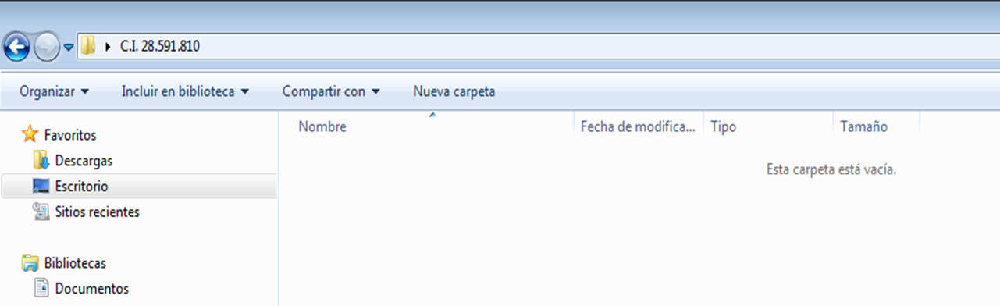 C.I. 28.591.810
Organizar Incluir en biblioteca Compartir con Nueva carpeta
Nombre Fecha de modifica... Tipo Tamaño
Esta carpeta está vacía.
Favoritos
Descargas
Escritorio
Sitios recientes
Bibliotecas
Documentos